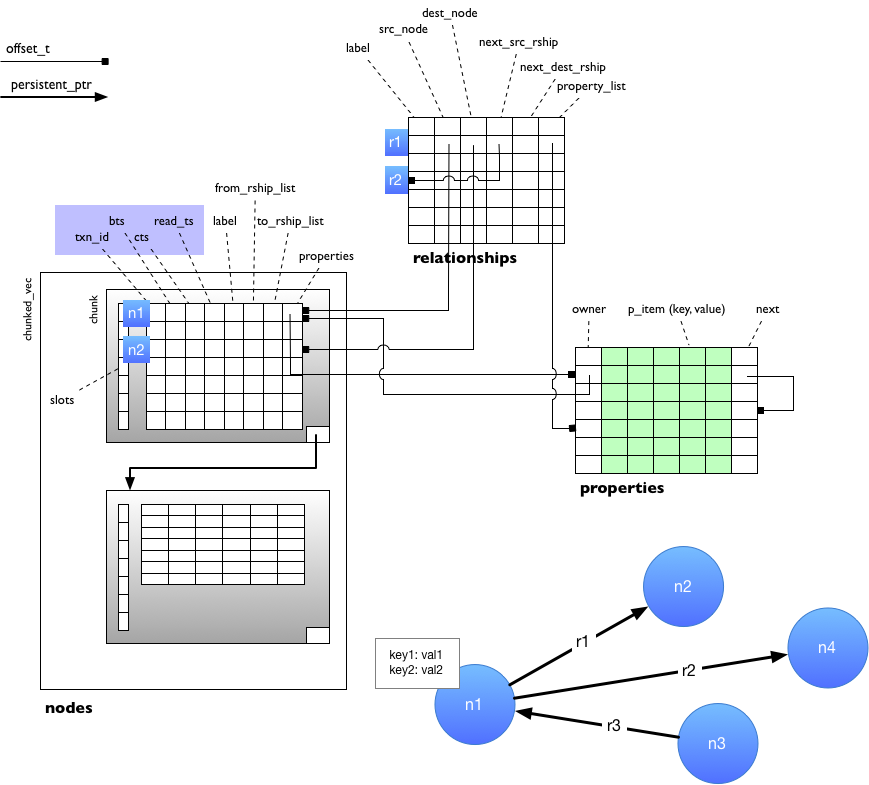 offset_t
persistent_ptr
dest_node
src_node
label
next_src_rship
next_dest_rship
property_list
r1
r2
relationships
from_rship_list
bts
read_ts
label
to_rship_list
txn_id
cts
properties
chunked_vec
chunk
n1
n2
slots
owner
p_item (key, value)
next
properties
nodes
key1: val1
key2: val2
n1
n2
n4
n3
r1
r2
r3